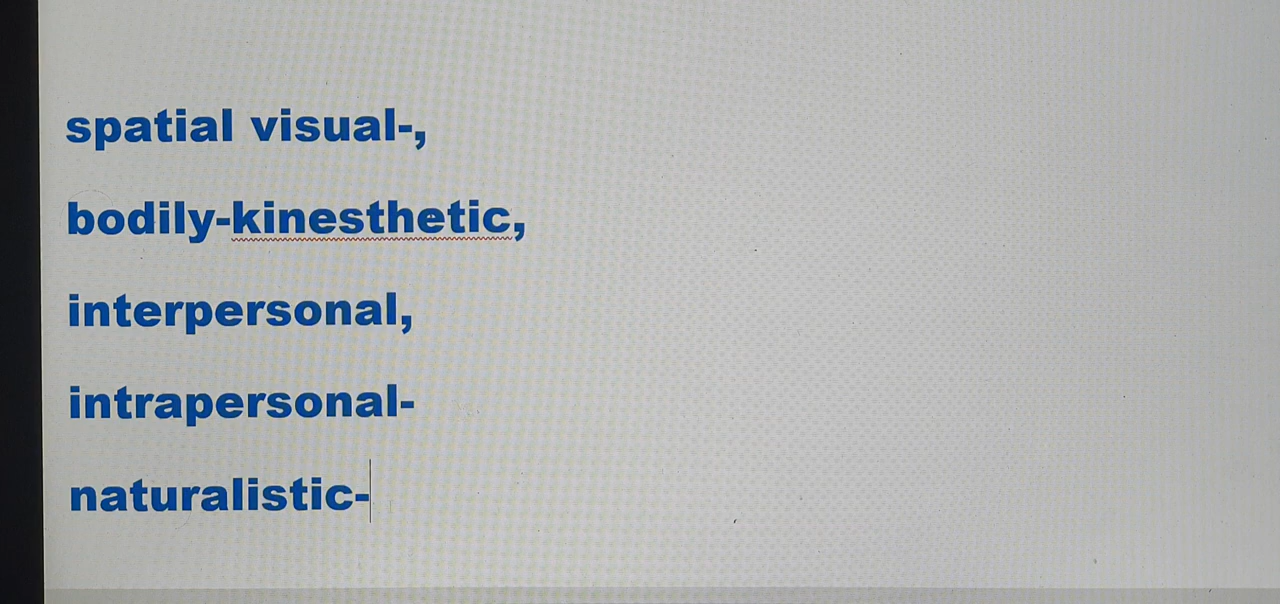 spatial visual-,
bodily-kinesthetic,
interpersonal,
intrapersonal-
naturalistic-